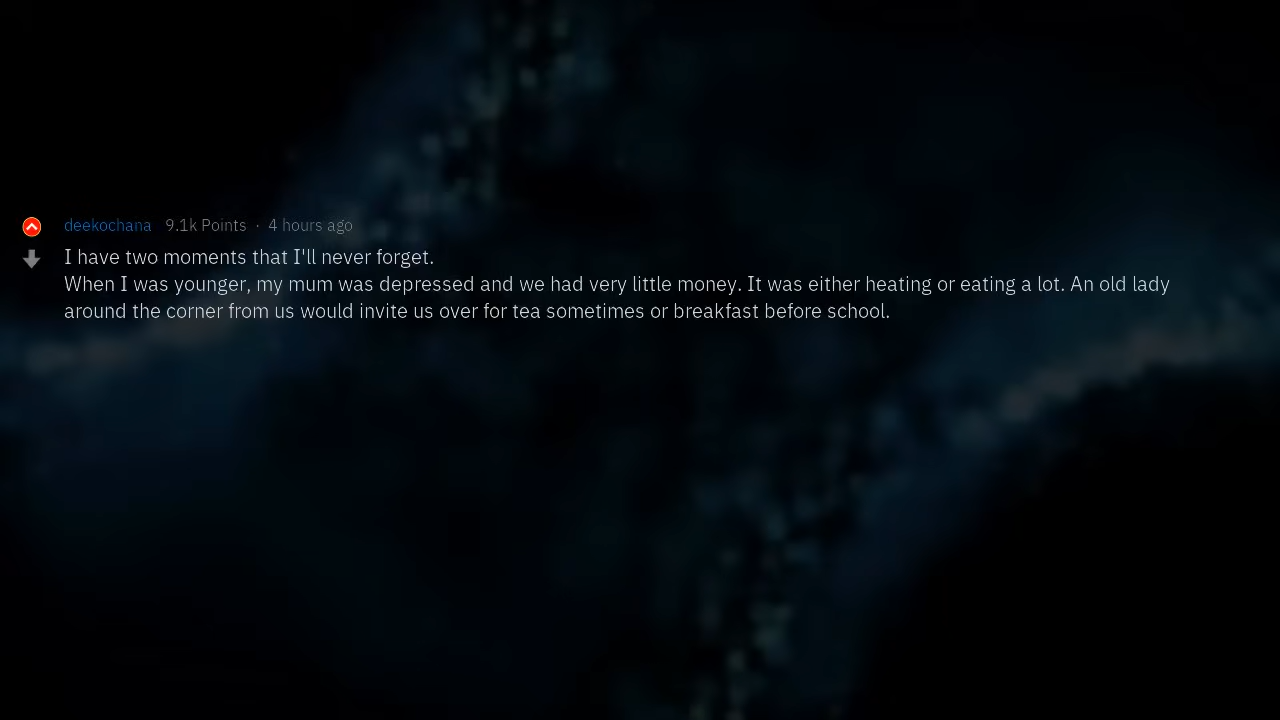 deekochana 9.1k Points · 4 hours ago
I have two moments that I'll never forget.
When I was younger, my mum was depressed and we had very little money. It was either heating or eating a lot. An old lady
around the corner from us would invite us over for tea sometimes or breakfast before school.